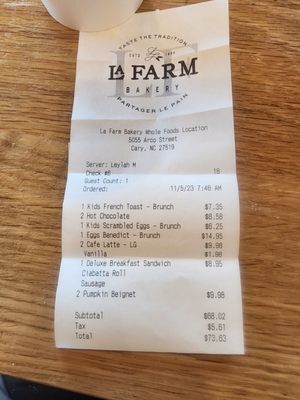 TASTE THE TRADITION
ESTD 1999
LA FARM
BAKERY
PARTAGER LE PAIN
La Farm Bakery Whole Foods Location
5055 Arco Street
Cary, NC 27519
Server: Leylah M
Check #6 18
Guest Count: 1
Ordered: 11/5/23 7:48 AM
1 Kids French Toast - Brunch $7.35
2 Hot Chocolate $8.58
1 Kids Scrambled Eggs - Brunch $6.25
1 Eggs Benedict - Brunch $14.95
2 Cafe Latte - LG $9.98
Vanilla $1.98
1 Deluxe Breakfast Sandwich $8.95
Ciabatta Roll
Sausage
2 Pumpkin Beignet $9.98
Subtotal $68.02
Tax $5.61
Total $73.63